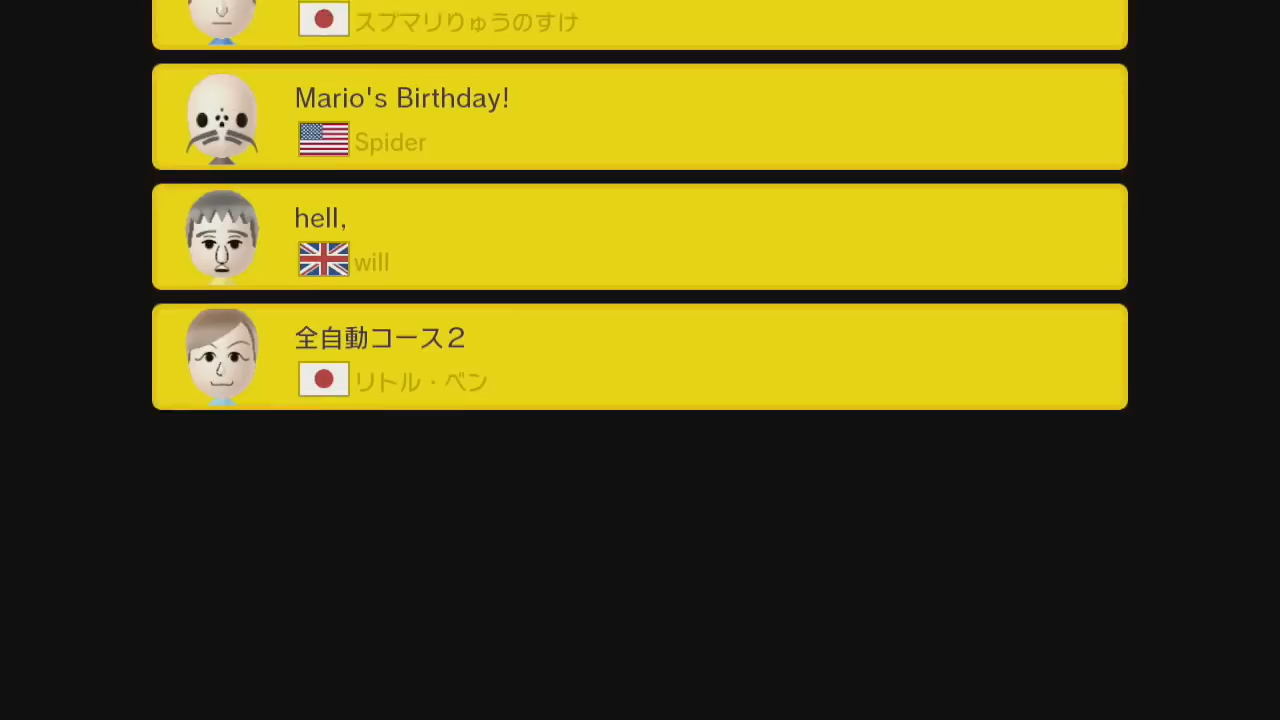 スプマリりゅうのすけ
Mario's Birthday!
Spider
hell,
will
全自動コース2
リトル・ベン